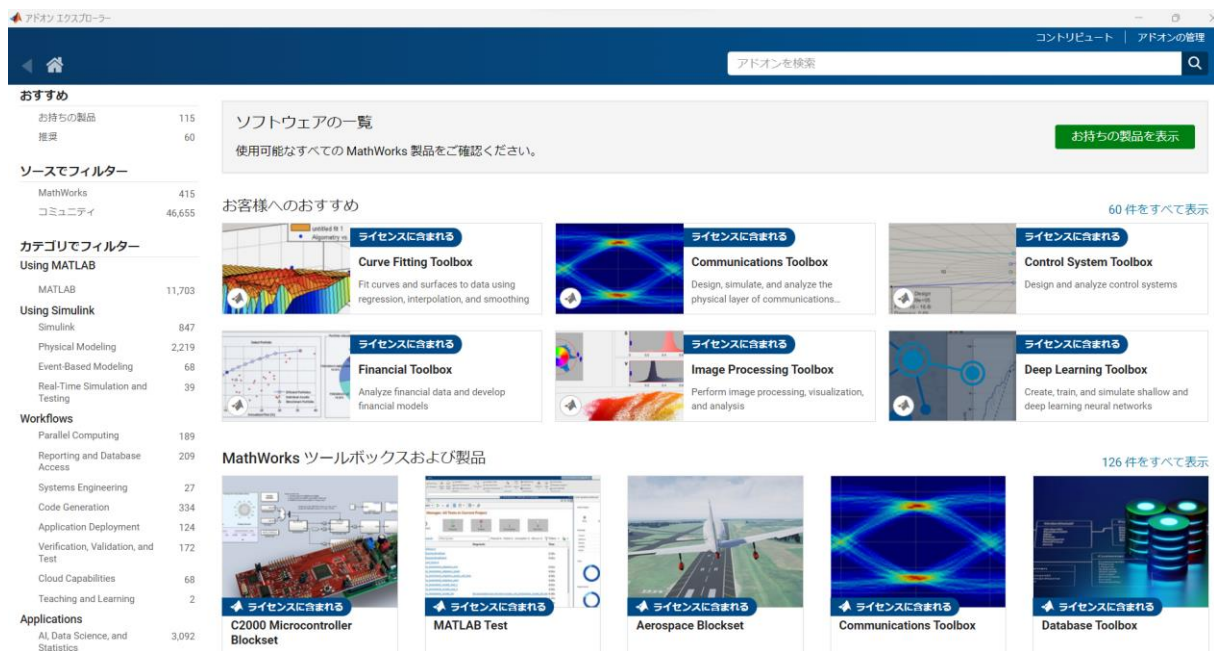 アドオン エクスプローラー
コントリビュート | アドオンの管理
アドオンを検索
おすすめ
お持ちの製品 115
推奨 60
ソースでフィルター
MathWorks 415
コミュニティ 46,655
カテゴリでフィルター
Using MATLAB
MATLAB 11,703
Using Simulink
Simulink 847
Physical Modeling 2,219
Event-Based Modeling 68
Real-Time Simulation and 39
Testing
Workflows
Parallel Computing 189
Reporting and Database 209
Access
Systems Engineering 27
Code Generation 334
Application Deployment 124
Verification, Validation, and 172
Test
Cloud Capabilities 68
Teaching and Learning 2
Applications
AI, Data Science, and 3,092
Statistics
ソフトウェアの一覧
使用可能なすべての MathWorks 製品をご確認ください。
お持ちの製品を表示
お客様へのおすすめ
60 件をすべて表示
untitled fit 1
ライセンスに含まれる
Curve Fitting Toolbox
Fit curves and surfaces to data using
regression, interpolation, and smoothing
ライセンスに含まれる
Communications Toolbox
Design, simulate, and analyze the
physical layer of communications...
ライセンスに含まれる
Control System Toolbox
Design and analyze control systems
ライセンスに含まれる
Financial Toolbox
Analyze financial data and develop
financial models
ライセンスに含まれる
Image Processing Toolbox
Perform image processing, visualization,
and analysis
ライセンスに含まれる
Deep Learning Toolbox
Create, train, and simulate shallow and
deep learning neural networks
MathWorks ツールボックスおよび製品
126 件をすべて表示
ライセンスに含まれる
C2000 Microcontroller
Blockset
ライセンスに含まれる
MATLAB Test
ライセンスに含まれる
Aerospace Blockset
ライセンスに含まれる
Communications Toolbox
ライセンスに含まれる
Database Toolbox